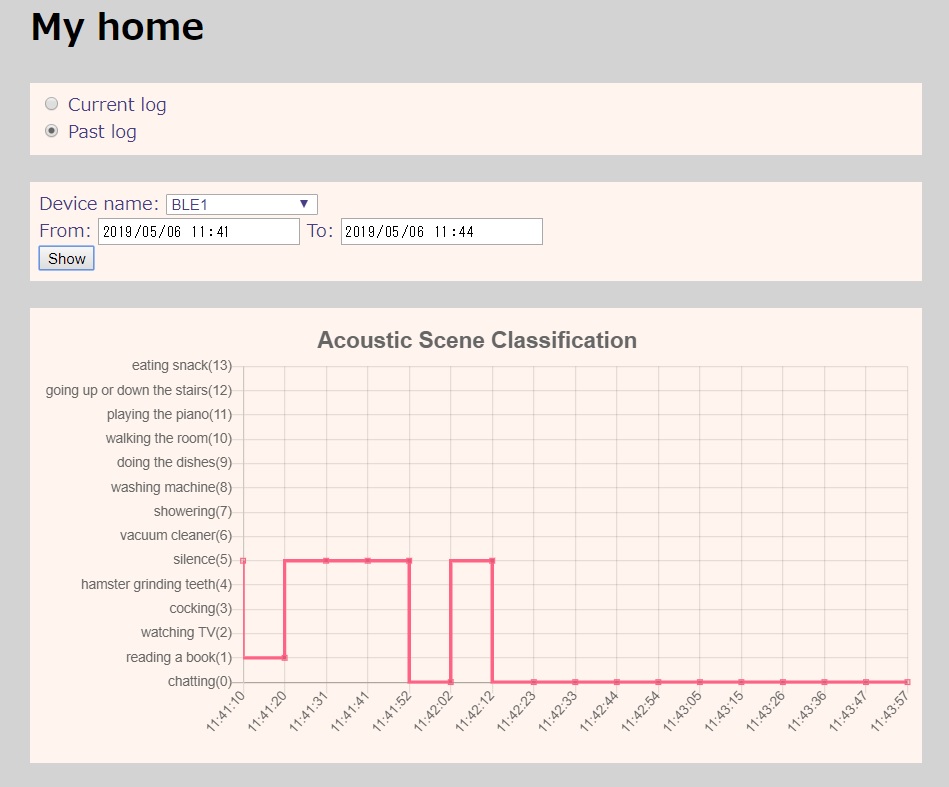 My home
Current log
Past log
Device name: BLE1
From: 2019/05/06 11:41 To: 2019/05/06 11:44
Show
Acoustic Scene Classification
eating snack(13)
going up or down the stairs(12)
playing the piano(11)
walking the room(10)
doing the dishes(9)
washing machine(8)
showering(7)
vacuum cleaner(6)
silence(5)
hamster grinding teeth(4)
cocking(3)
watching TV(2)
reading a book(1)
chatting(0)
11:41:10 11:41:20 11:41:31 11:41:41 11:41:52 11:42:02 11:42:12 11:42:23 11:42:33 11:42:44 11:42:54 11:43:05 11:43:15 11:43:26 11:43:36 11:43:47 11:43:57